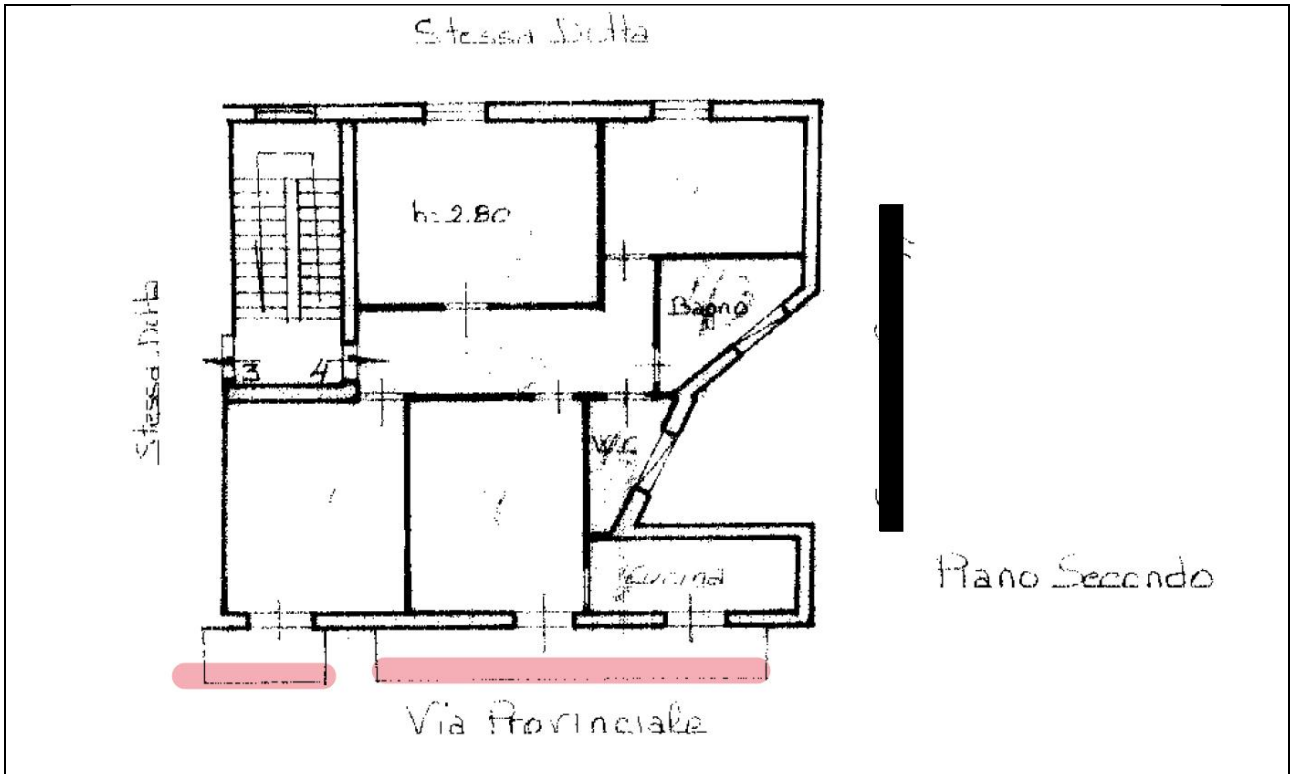 Stessa Ditta
h=2.80
Bagno
Stessa Ditta
3 4
W.C.
Cucina
Piano Secondo
Via Provinciale